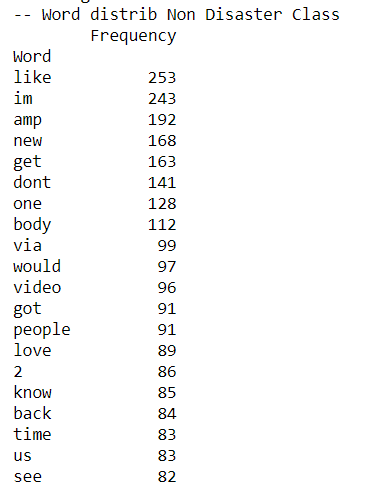 -- Word distrib Non Disaster Class
Frequency
Word
like 253
im 243
amp 192
new 168
get 163
dont 141
one 128
body 112
via 99
would 97
video 96
got 91
people 91
love 89
2 86
know 85
back 84
time 83
us 83
see 82